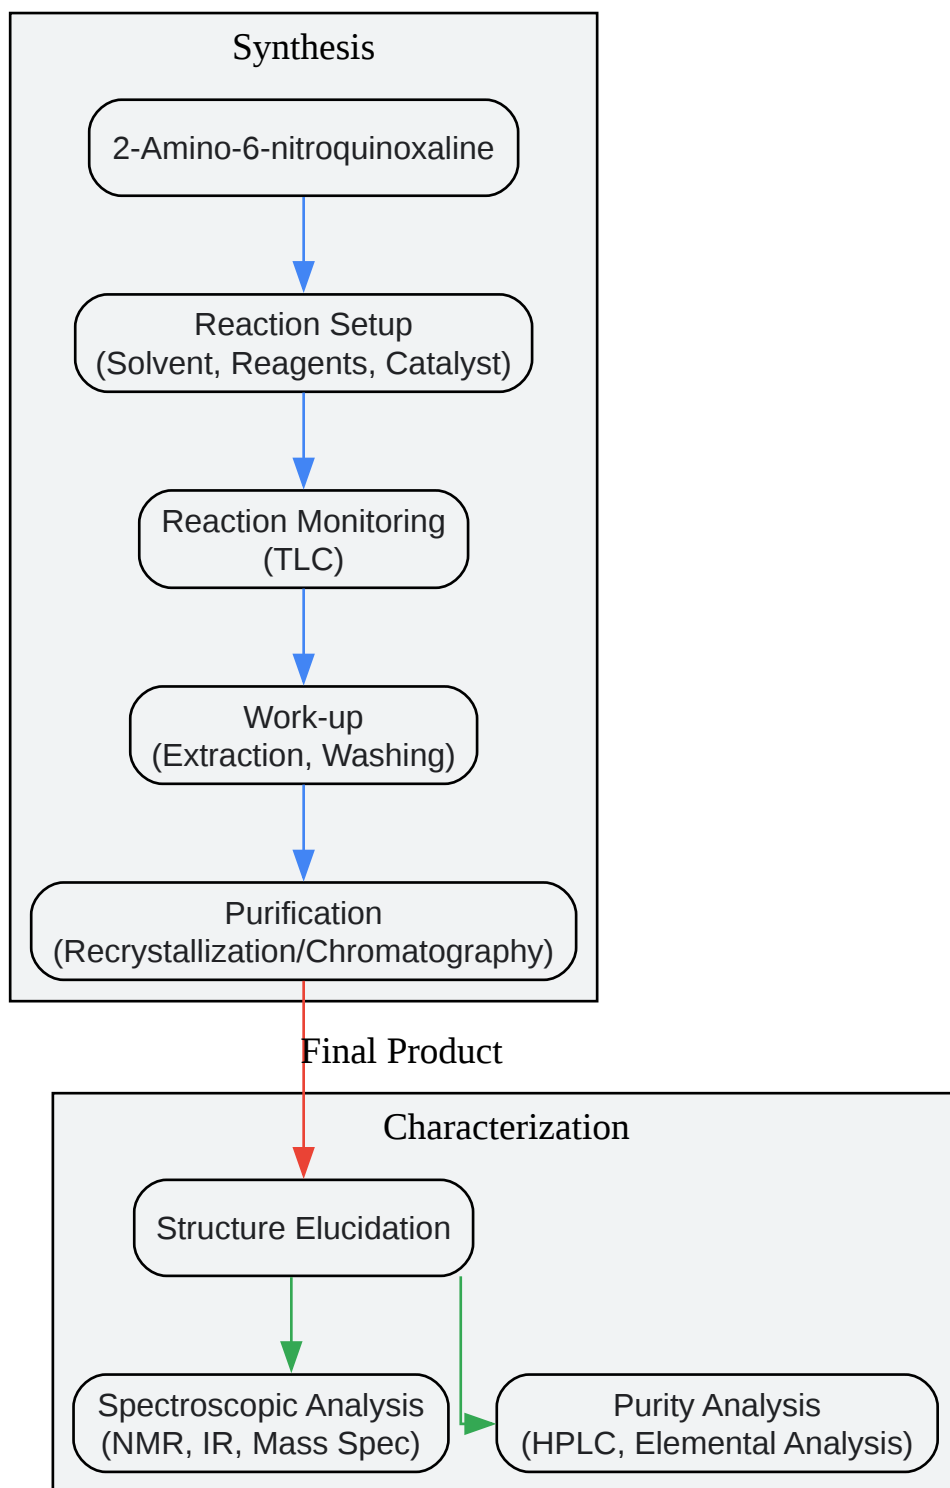 Synthesis
2-Amino-6-nitroquinoxaline
Reaction Setup
(Solvent, Reagents, Catalyst)
Reaction Monitoring
(TLC)
Work-up
(Extraction, Washing)
Purification
(Recrystallization/Chromatography)
Final Product
Characterization
Structure Elucidation
Spectroscopic Analysis
(NMR, IR, Mass Spec)
Purity Analysis
(HPLC, Elemental Analysis)